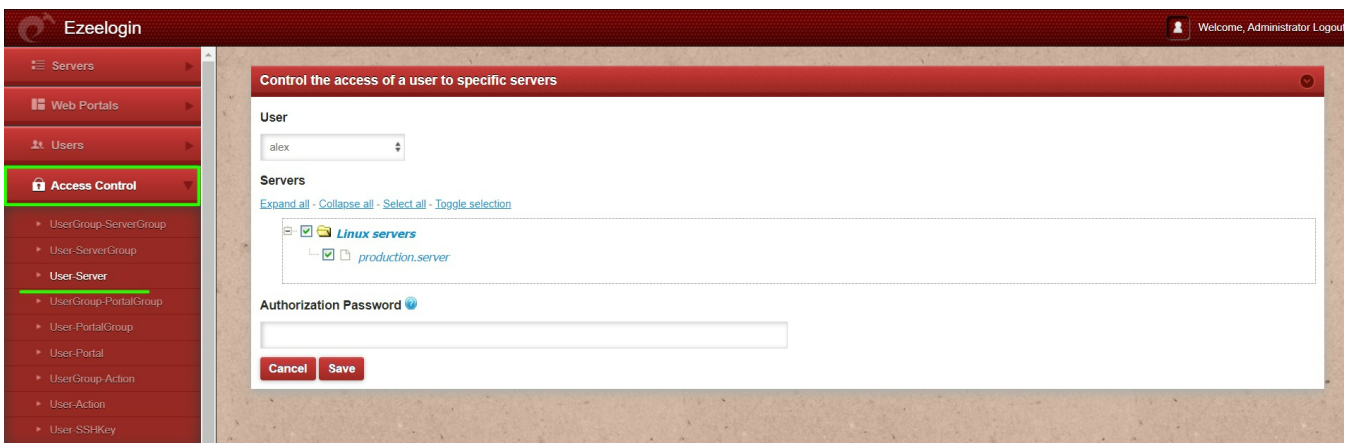 Ezeelogin
Welcome, Administrator Logout
Servers
Web Portals
Users
Access Control
UserGroup-ServerGroup
User-ServerGroup
User-Server
UserGroup-PortalGroup
User-PortalGroup
User-Portal
UserGroup-Action
User-Action
User-SSHKey
Control the access of a user to specific servers
User
alex
Servers
Expand all - Collapse all - Select all - Toggle selection
Linux servers
production.server
Authorization Password
Cancel Save